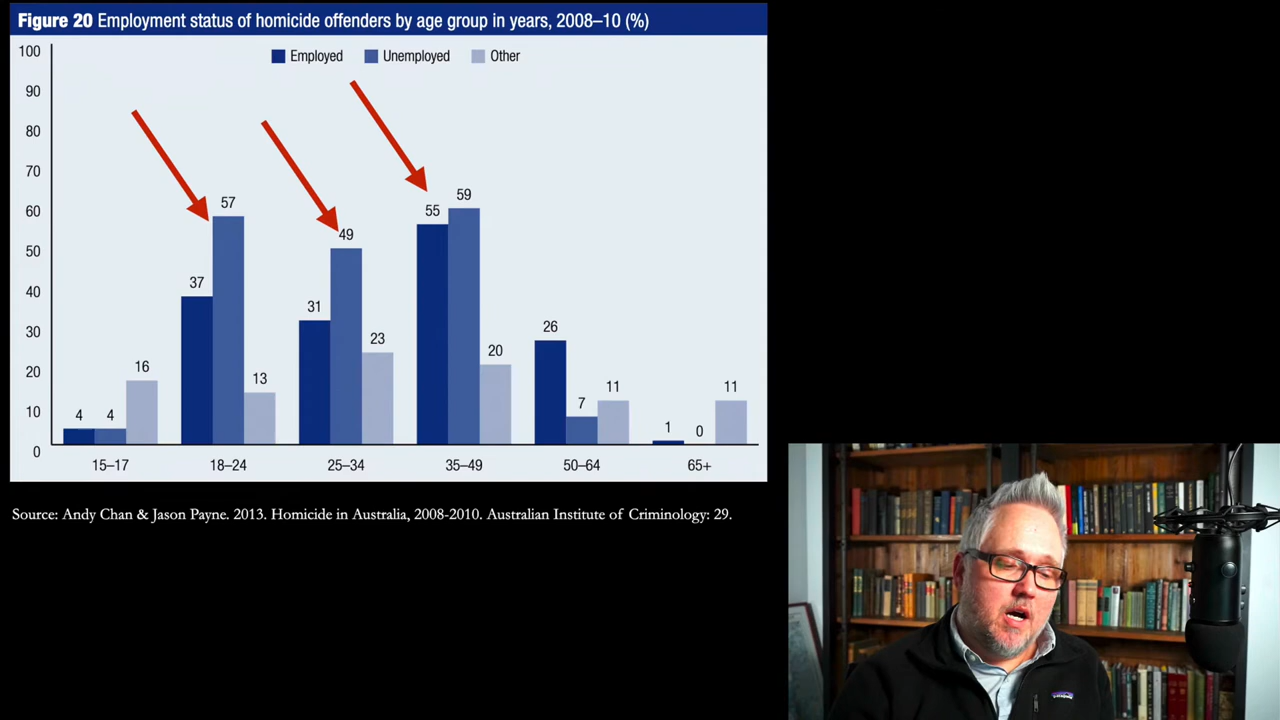 Figure 20 Employment status of homicide offenders by age group in years, 2008–10 (%)
Employed Unemployed Other
100
90
80
70
60
50
40
30
20
10
0
4 4 16
37 57 13
31 49 23
55 59 20
26 7 11
1 0 11
15–17 18–24 25–34 35–49 50–64 65+
Source: Andy Chan & Jason Payne. 2013. Homicide in Australia, 2008-2010. Australian Institute of Criminology: 29.
patagonia